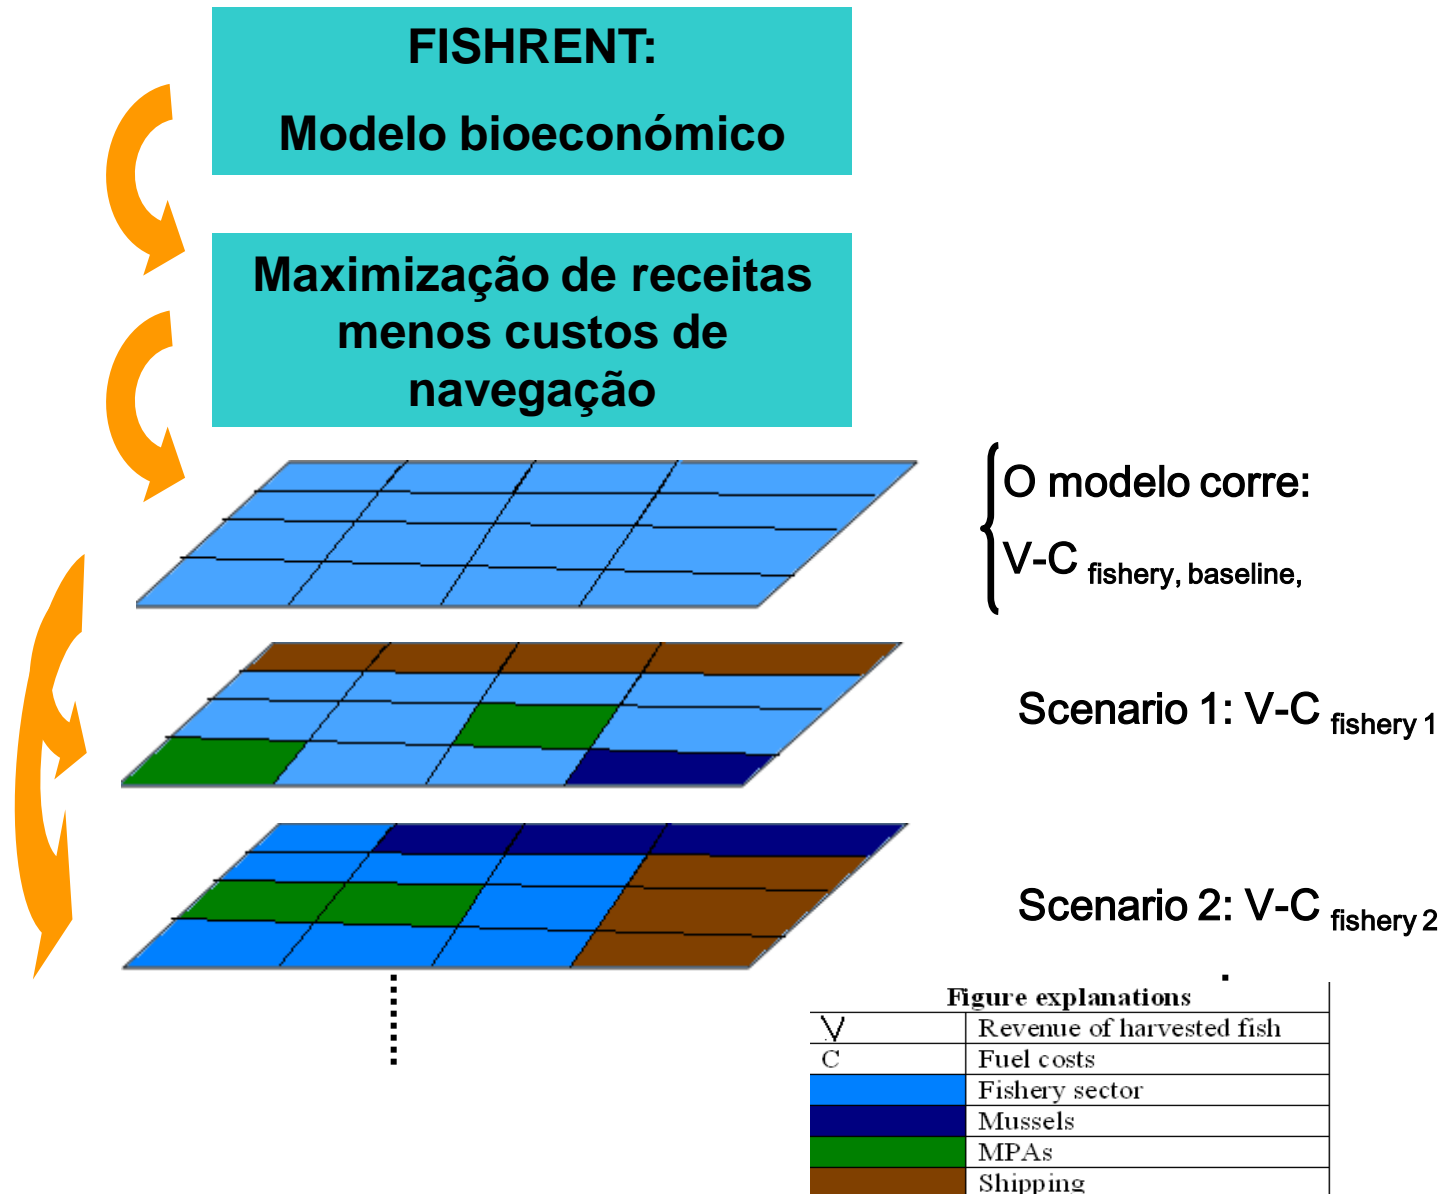 FISHRENT:
Modelo bioeconómico
Maximização de receitas
menos custos de
navegação
O modelo corre:
V-C fishery, baseline,
Scenario 1: V-C fishery 1
Scenario 2: V-C fishery 2
Figure explanations
V Revenue of harvested fish
C Fuel costs
Fishery sector
Mussels
MPAs
Shipping